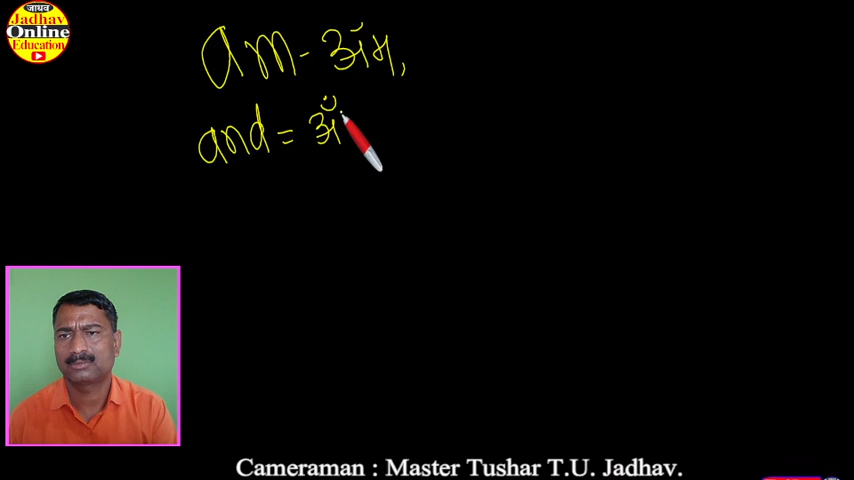 जाधव
Jadhav
Online
Education
am - अ‍ॅम,
and = अ‍ॅं
Cameraman : Master Tushar T.U. Jadhav.